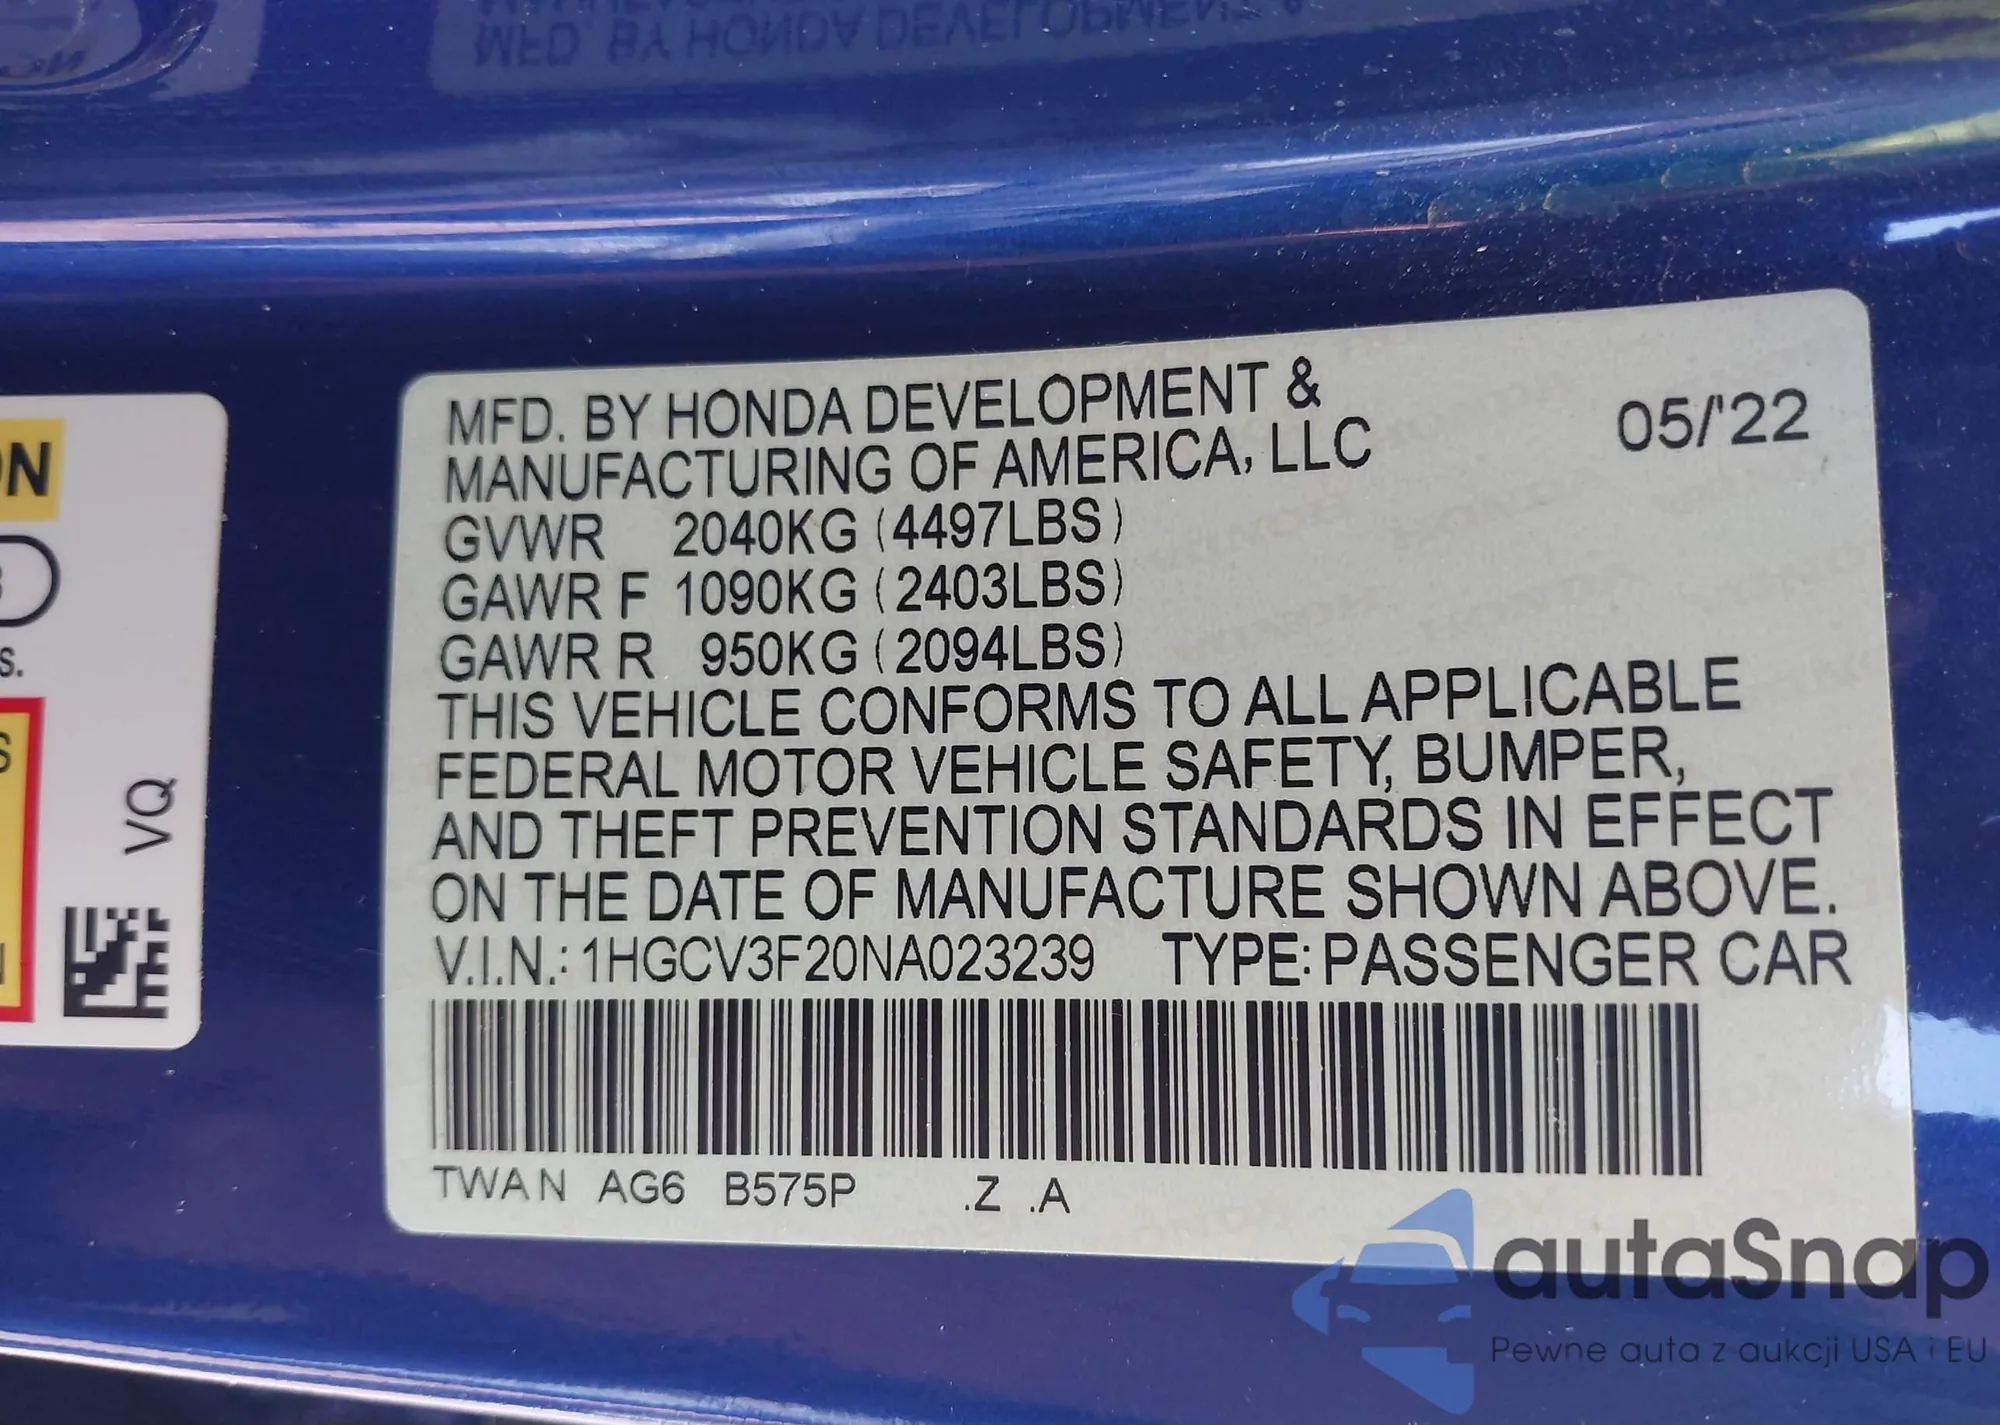 MFD. BY HONDA DEVELOPMENT &
MANUFACTURING OF AMERICA, LLC
05/'22
GVWR 2040KG (4497LBS)
GAWR F 1090KG (2403LBS)
GAWR R 950KG (2094LBS)
THIS VEHICLE CONFORMS TO ALL APPLICABLE
FEDERAL MOTOR VEHICLE SAFETY, BUMPER,
AND THEFT PREVENTION STANDARDS IN EFFECT
ON THE DATE OF MANUFACTURE SHOWN ABOVE.
V.I.N.: 1HGCV3F20NA023239 TYPE: PASSENGER CAR
TWAN AG6 B575P .Z .A
VQ
autaSnap
Pewne auta z aukcji USA i EU